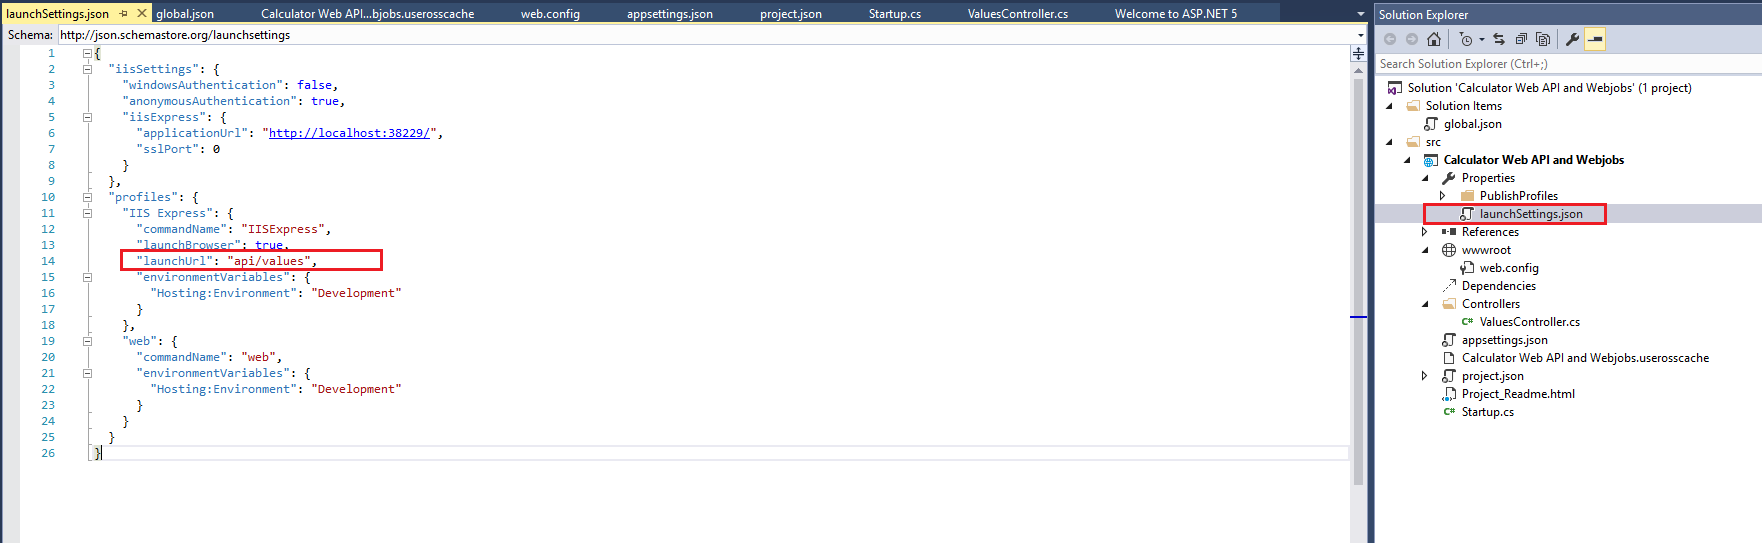 launchSettings.json
global.json
Calculator Web API...bjobs.userosscache
web.config
appsettings.json
project.json
Startup.cs
ValuesController.cs
Welcome to ASP.NET 5
Schema: http://json.schemastore.org/launchsettings
1 {
2 "iisSettings": {
3 "windowsAuthentication": false,
4 "anonymousAuthentication": true,
5 "iisExpress": {
6 "applicationUrl": "http://localhost:38229/",
7 "sslPort": 0
8 }
9 },
10 "profiles": {
11 "IIS Express": {
12 "commandName": "IISExpress",
13 "launchBrowser": true,
14 "launchUrl": "api/values",
15 "environmentVariables": {
16 "Hosting:Environment": "Development"
17 }
18 },
19 "web": {
20 "commandName": "web",
21 "environmentVariables": {
22 "Hosting:Environment": "Development"
23 }
24 }
25 }
26 }
Solution Explorer
Search Solution Explorer (Ctrl+;)
Solution 'Calculator Web API and Webjobs' (1 project)
Solution Items
global.json
src
Calculator Web API and Webjobs
Properties
PublishProfiles
launchSettings.json
References
wwwroot
web.config
Dependencies
Controllers
C# ValuesController.cs
appsettings.json
Calculator Web API and Webjobs.userosscache
project.json
Project_Readme.html
C# Startup.cs